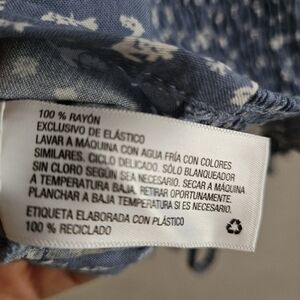 100 % RAYÓN
EXCLUSIVO DE ELÁSTICO
LAVAR A MÁQUINA CON AGUA FRÍA CON COLORES
SIMILARES. CICLO DELICADO. SÓLO BLANQUEADOR
SIN CLORO SEGÚN SEA NECESARIO. SECAR A MÁQUINA
A TEMPERATURA BAJA. RETIRAR OPORTUNAMENTE.
PLANCHAR A BAJA TEMPERATURA SI ES NECESARIO.
ETIQUETA ELABORADA CON PLÁSTICO
100 % RECICLADO